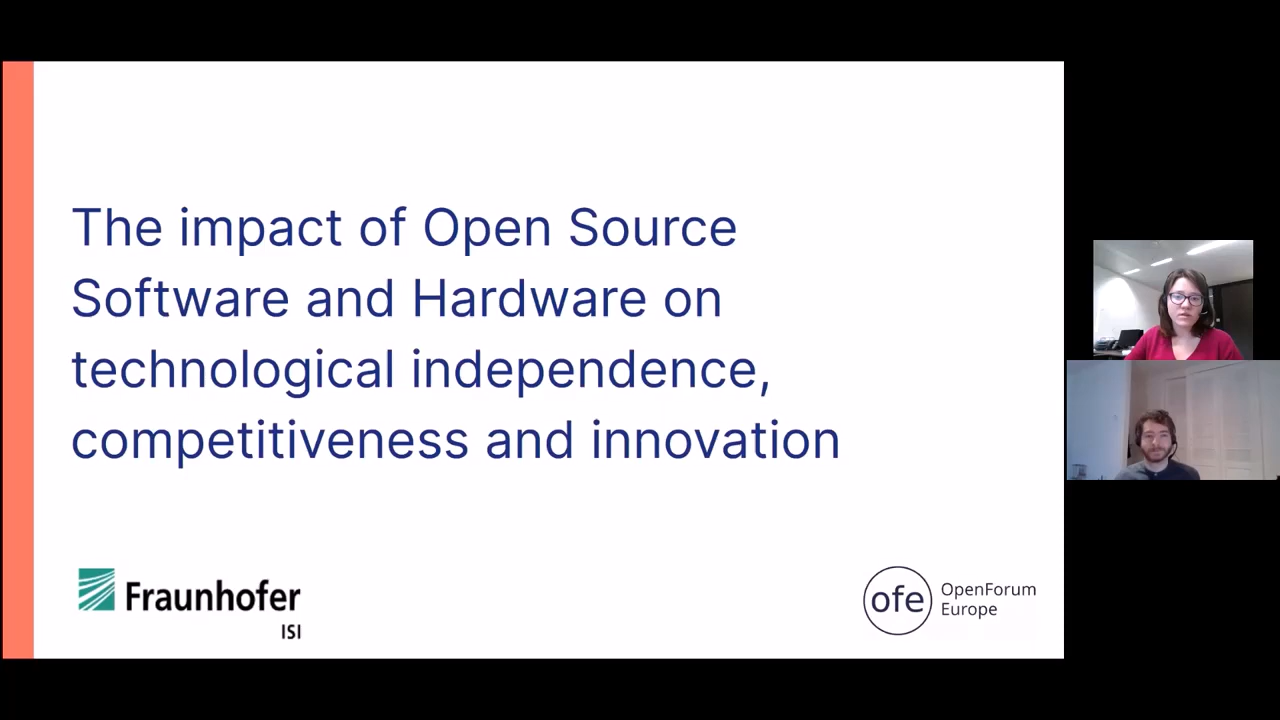 The impact of Open Source
Software and Hardware on
technological independence,
competitiveness and innovation
Fraunhofer
ISI
ofe
OpenForum
Europe